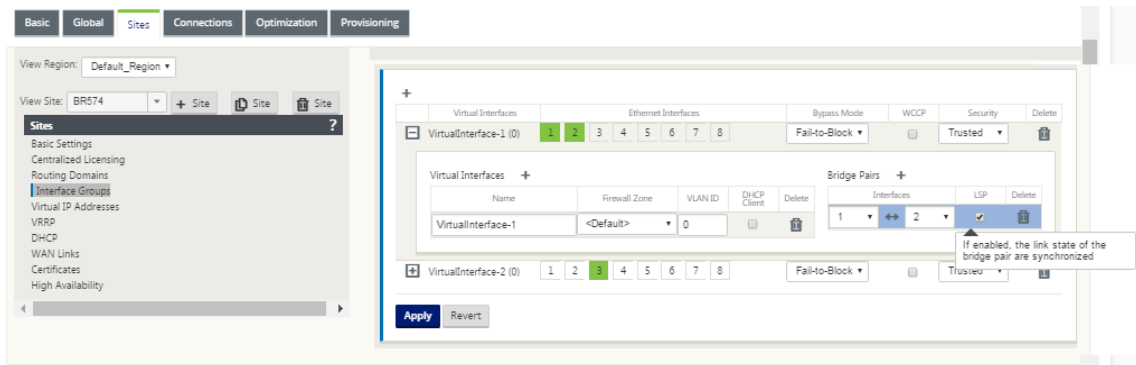 Basic Global Sites Connections Optimization Provisioning
View Region: Default_Region
View Site: BR574 + Site Site Site
Sites ?
Basic Settings
Centralized Licensing
Routing Domains
Interface Groups
Virtual IP Addresses
VRRP
DHCP
WAN Links
Certificates
High Availability
+
Virtual Interfaces Ethernet Interfaces Bypass Mode WCCP Security Delete
VirtualInterface-1 (0) 1 2 3 4 5 6 7 8 Fail-to-Block Trusted
Virtual Interfaces + Bridge Pairs +
Name Firewall Zone VLAN ID DHCP Client Delete Interfaces LSP Delete
VirtualInterface-1 <Default> 0 1 2
If enabled, the link state of the
bridge pair are synchronized
VirtualInterface-2 (0) 1 2 3 4 5 6 7 8 Fail-to-Block Trusted
Apply Revert